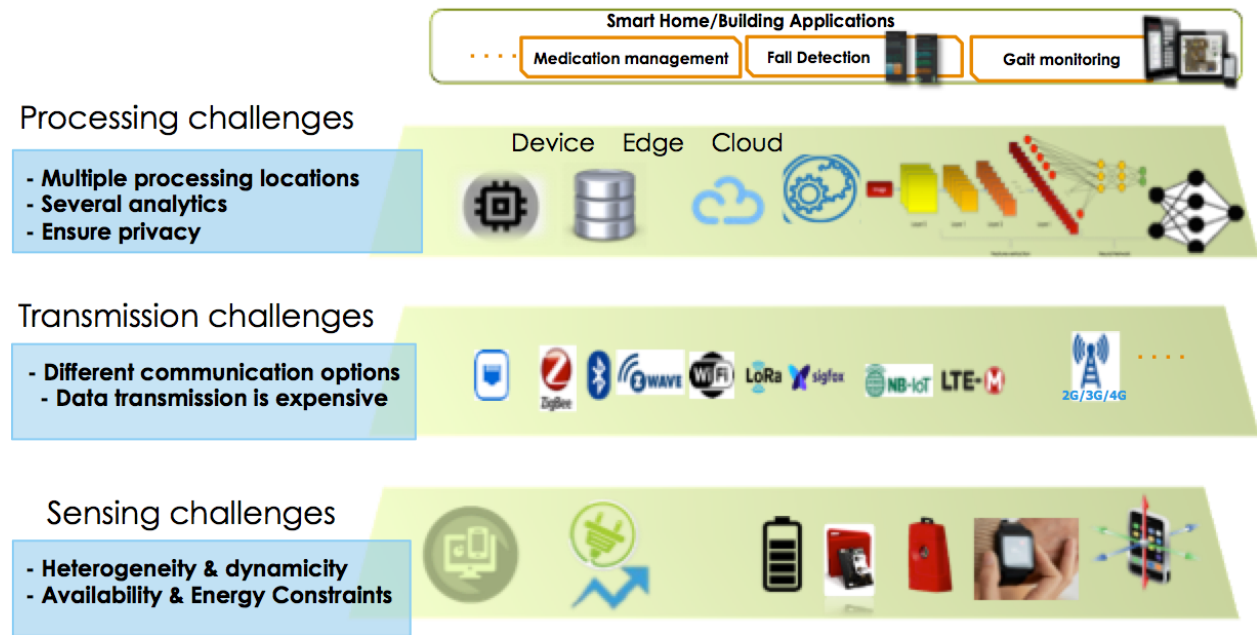 Smart Home/Building Applications
.... Medication management
Fall Detection
Gait monitoring
Processing challenges
- Multiple processing locations
- Several analytics
- Ensure privacy
Device Edge Cloud
Transmission challenges
- Different communication options
- Data transmission is expensive
ZigBee
Z WAVE
WiFi
LoRa
sigfox
NB-IoT
LTE-M
2G/3G/4G
....
Sensing challenges
- Heterogeneity & dynamicity
- Availability & Energy Constraints